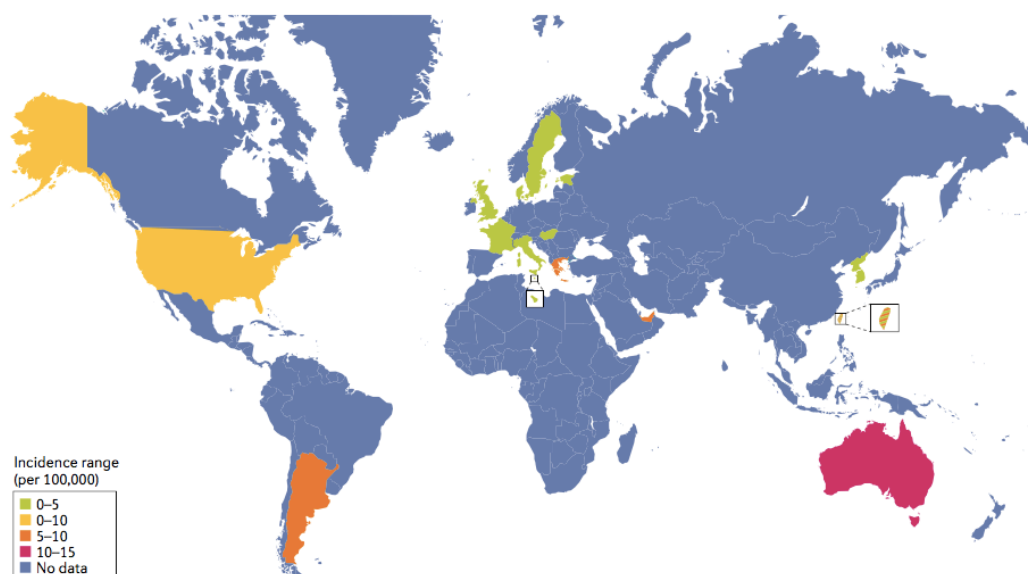 Incidence range
(per 100,000)
0–5
0–10
5–10
10–15
No data